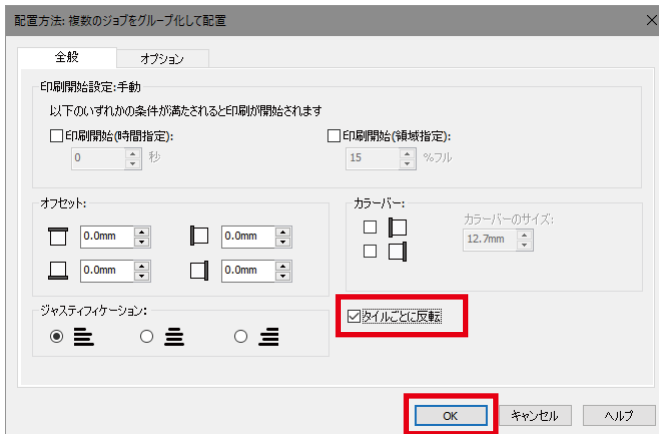 配置方法: 複数のジョブをグループ化して配置
全般 オプション
印刷開始設定:手動
以下のいずれかの条件が満たされると印刷が開始されます
印刷開始(時間指定): 印刷開始(領域指定):
0 秒 15 %フル
オフセット: カラーバー:
0.0mm 0.0mm カラーバーのサイズ:
12.7mm
0.0mm 0.0mm
ジャスティフィケーション: タイルごとに反転
OK キャンセル ヘルプ